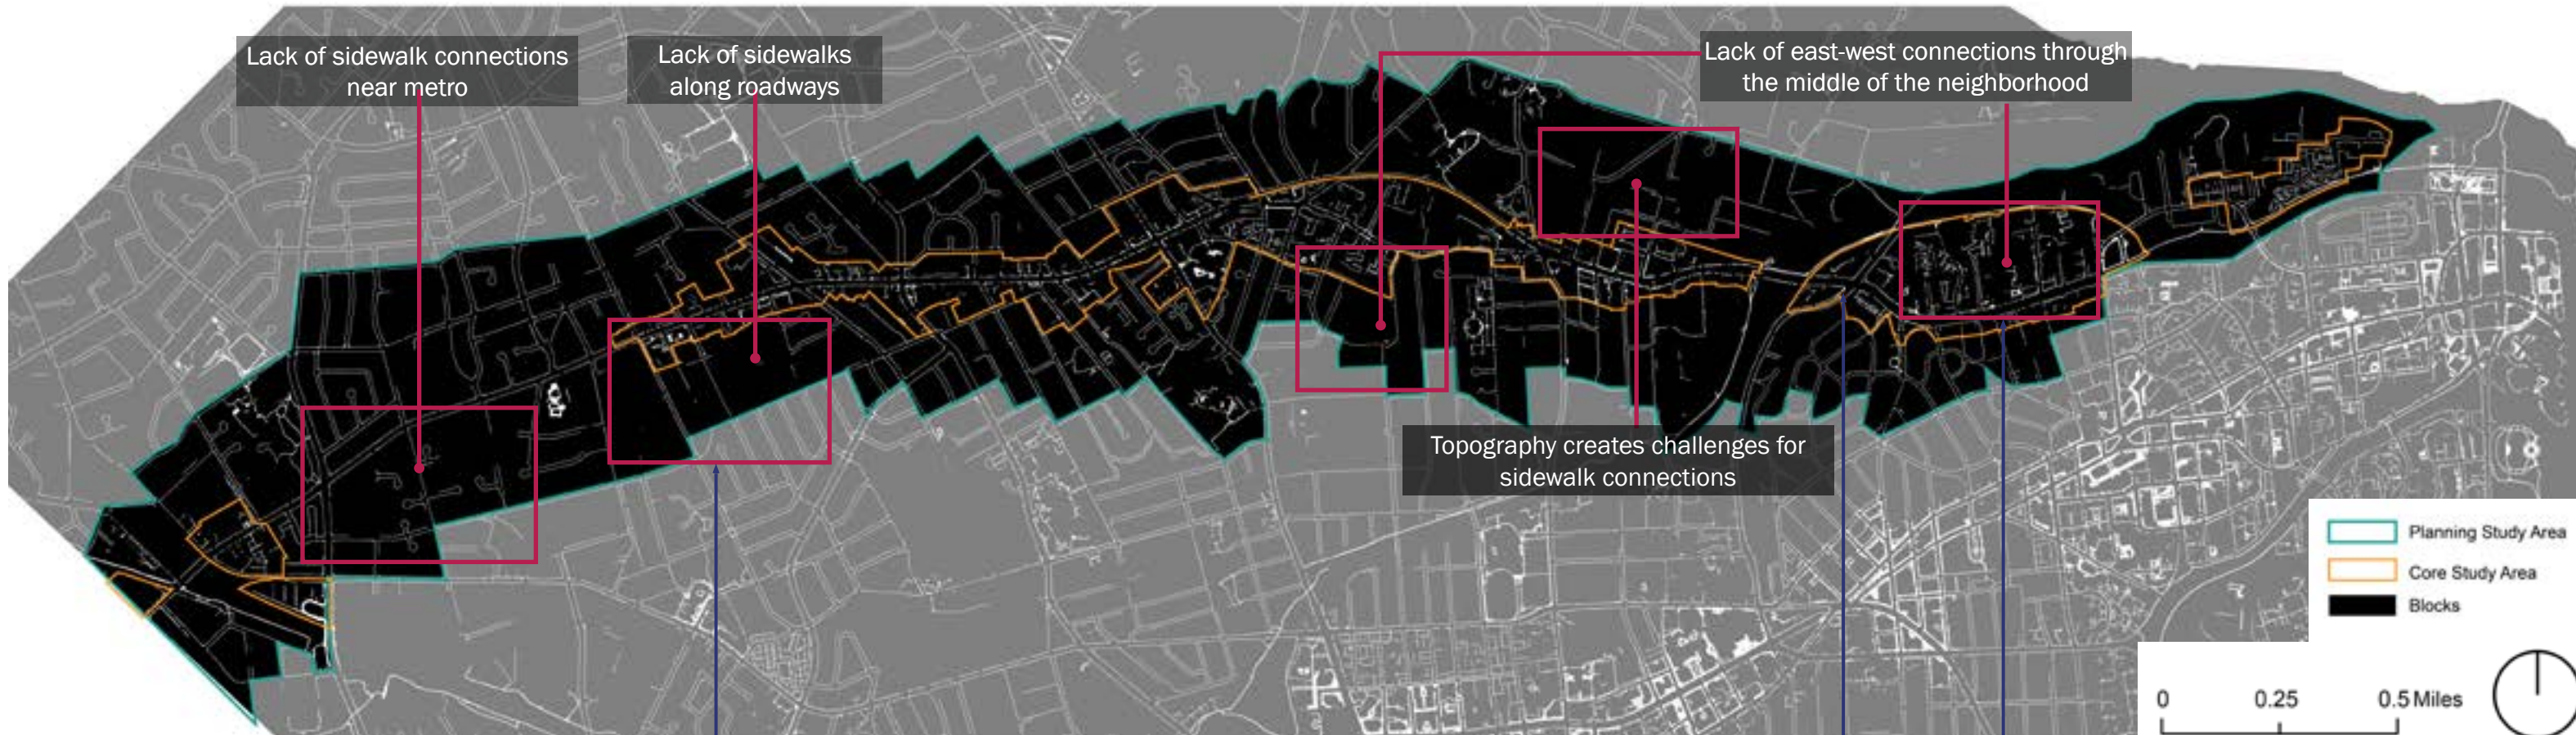 Lack of sidewalk connections
near metro
Lack of sidewalks
along roadways
Lack of east-west connections through
the middle of the neighborhood
Topography creates challenges for
sidewalk connections
Planning Study Area
Core Study Area
Blocks
0 0.25 0.5 Miles